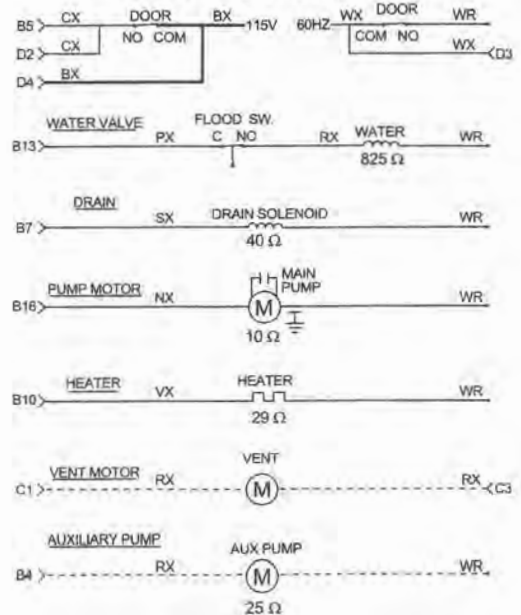 B5 CX DOOR BX 115V 60HZ WX DOOR WR
NO COM COM NO
D2 CX WX D3
D4 BX
WATER VALVE FLOOD SW.
B13 PX C NC RX WATER WR
825 Ω
DRAIN
B7 SX DRAIN SOLENOID WR
40 Ω
PUMP MOTOR MAIN PUMP
B16 NX M WR
10 Ω
HEATER HEATER
B10 VX WR
29 Ω
VENT MOTOR VENT
C1 RX M RX C3
AUXILIARY PUMP AUX PUMP
B4 RX M WR
25 Ω